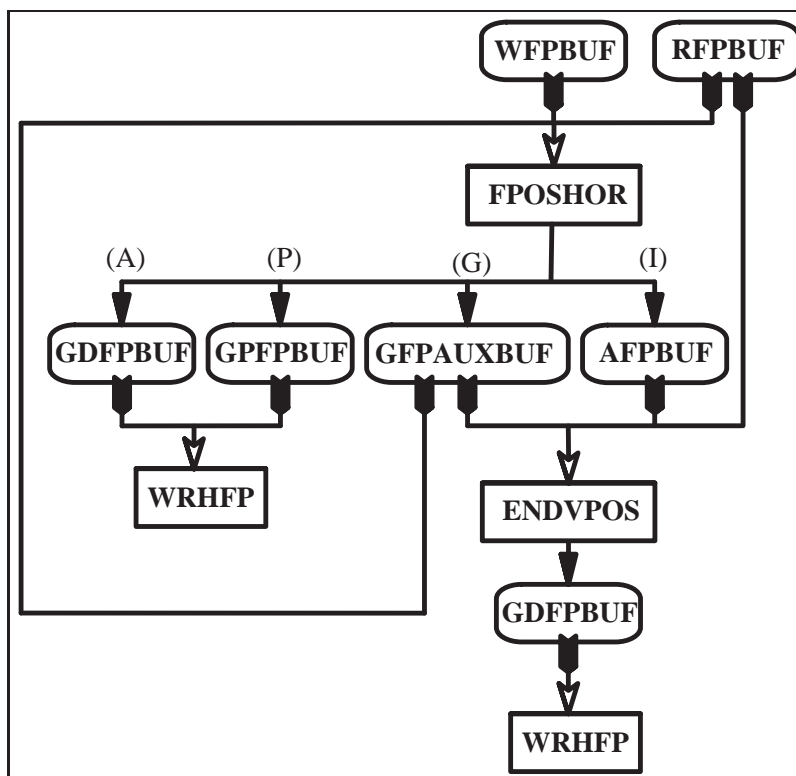 WFPBUF RFPBUF
FPOSHOR
(A) (P) (G) (I)
GDFPBUF GPFPBUF GFPAUXBUF AFPBUF
WRHFP
ENDVPOS
GDFPBUF
WRHFP